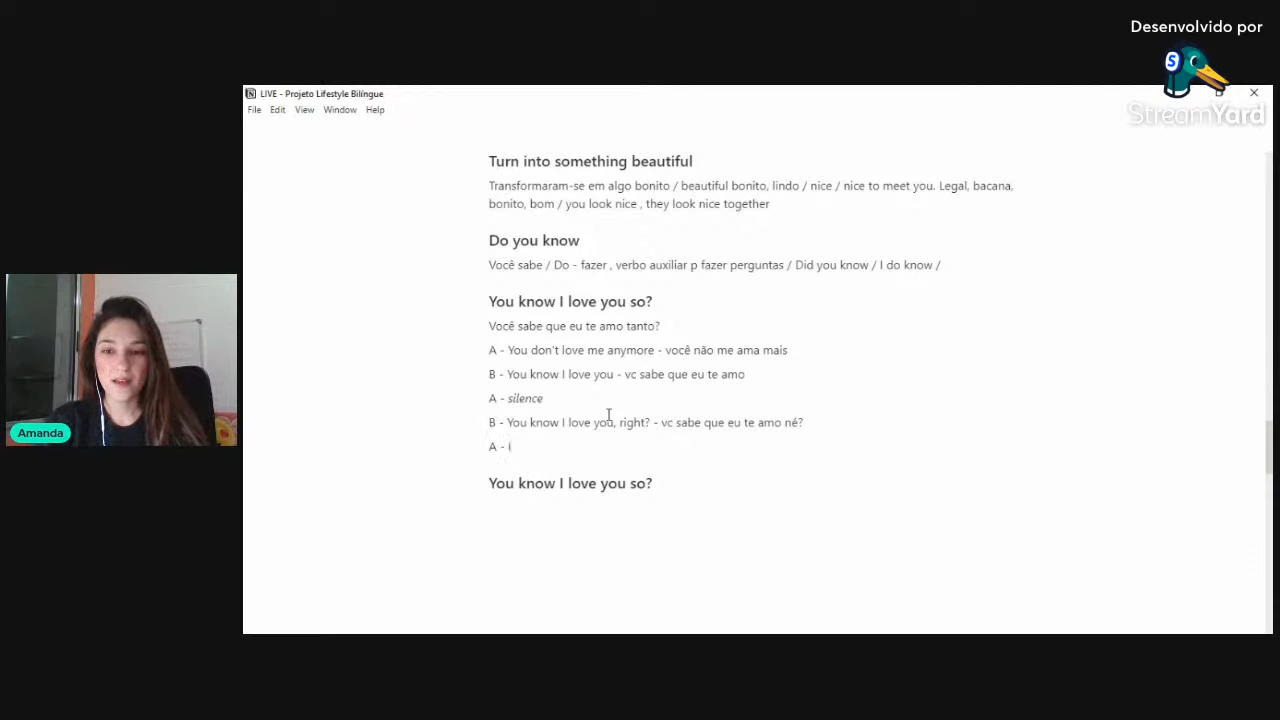 Desenvolvido por
S
StreamYard
LIVE - Projeto Lifestyle Bilíngue
File Edit View Window Help
Turn into something beautiful
Transformaram-se em algo bonito / beautiful bonito, lindo / nice / nice to meet you. Legal, bacana,
bonito, bom / you look nice , they look nice together
Do you know
Você sabe / Do - fazer , verbo auxiliar p fazer perguntas / Did you know / I do know /
You know I love you so?
Você sabe que eu te amo tanto?
A - You don't love me anymore - você não me ama mais
B - You know I love you - vc sabe que eu te amo
A - silence
B - You know I love you, right? - vc sabe que eu te amo né?
A -
You know I love you so?
Amanda